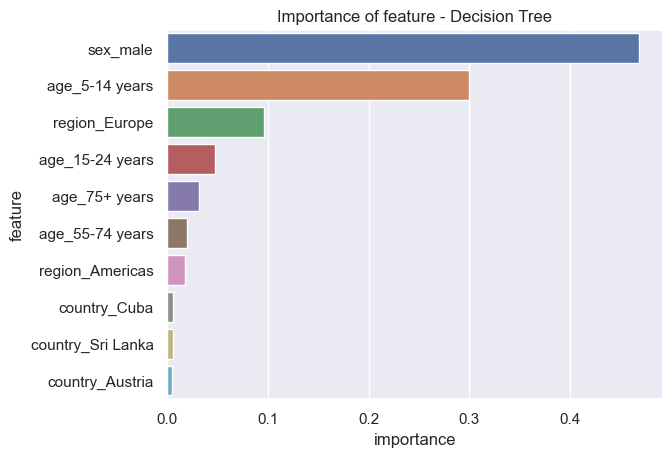 Importance of feature - Decision Tree
sex_male
age_5-14 years
region_Europe
age_15-24 years
age_75+ years
age_55-74 years
region_Americas
country_Cuba
country_Sri Lanka
country_Austria
feature
0.0 0.1 0.2 0.3 0.4
importance